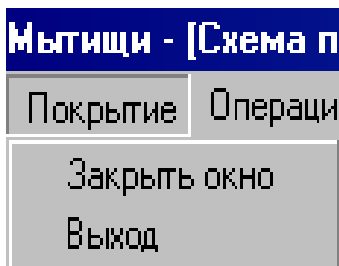 Мытищи - [Схема п
Покрытие Операци
Закрыть окно
Выход